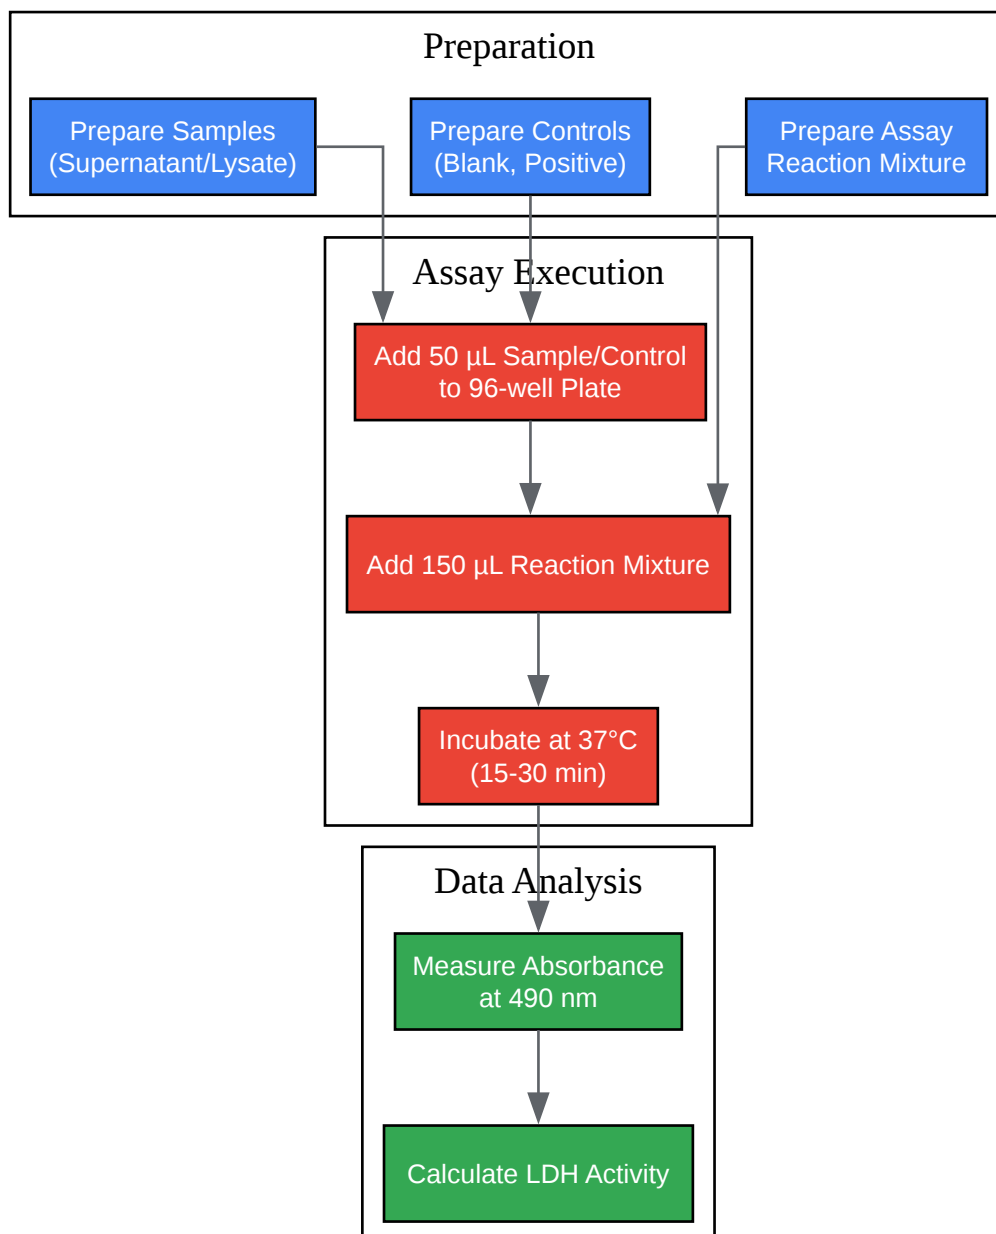 Preparation
Prepare Samples
(Supernatant/Lysate)
Prepare Controls
(Blank, Positive)
Prepare Assay
Reaction Mixture
Assay Execution
Add 50 µL Sample/Control
to 96-well Plate
Add 150 µL Reaction Mixture
Incubate at 37°C
(15-30 min)
Data Analysis
Measure Absorbance
at 490 nm
Calculate LDH Activity